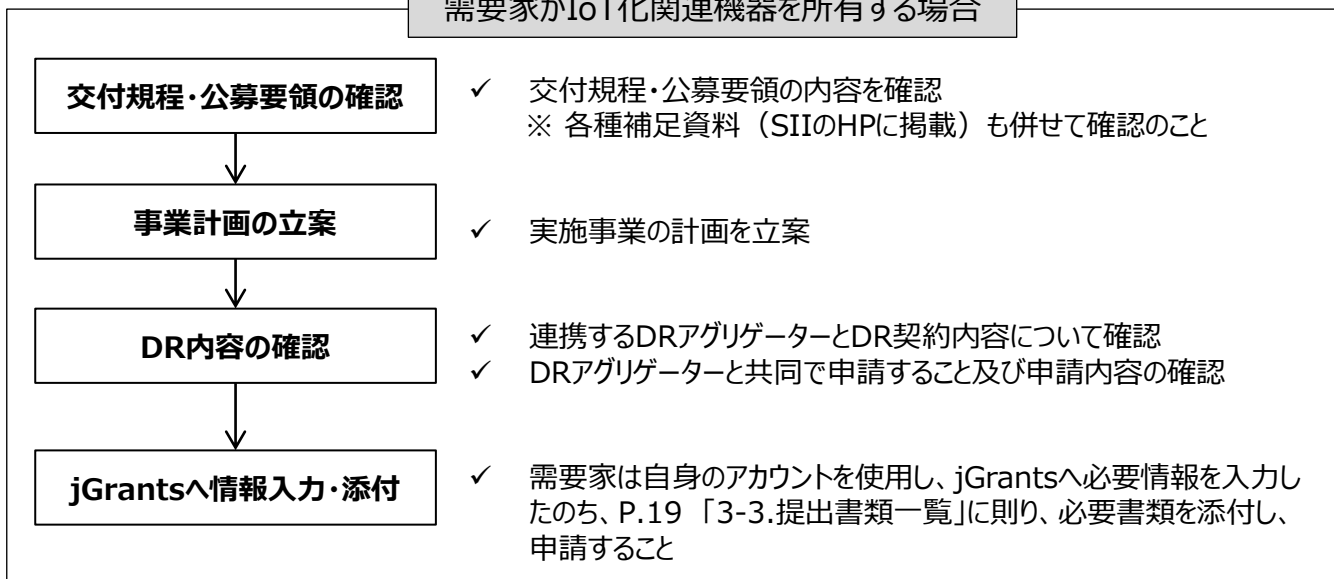 需要家がIoT化関連機器を所有する場合
交付規程・公募要領の確認
✓ 交付規程・公募要領の内容を確認
※ 各種補足資料（SIIのHPに掲載）も併せて確認のこと
事業計画の立案
✓ 実施事業の計画を立案
DR内容の確認
✓ 連携するDRアグリゲーターとDR契約内容について確認
✓ DRアグリゲーターと共同で申請すること及び申請内容の確認
jGrantsへ情報入力・添付
✓ 需要家は自身のアカウントを使用し、jGrantsへ必要情報を入力し
たのち、P.19 「3-3.提出書類一覧」に則り、必要書類を添付し、
申請すること